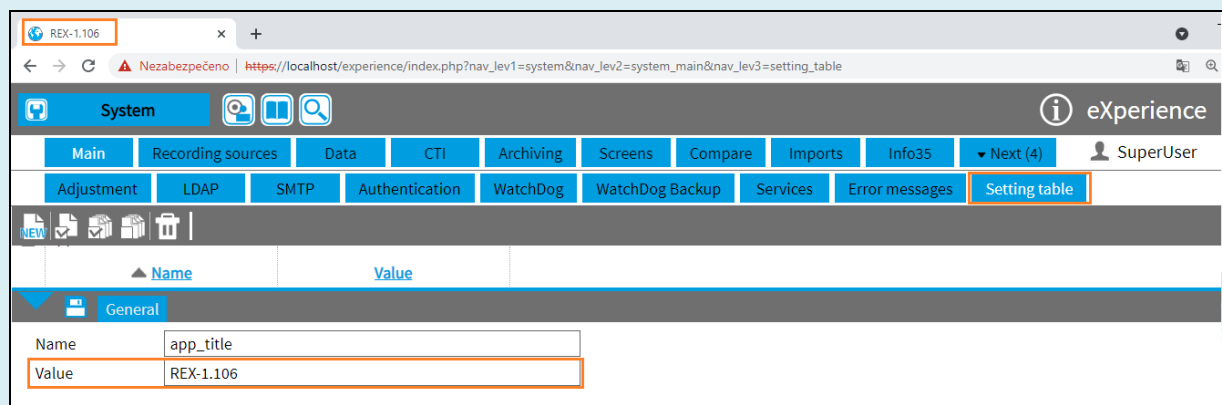 REX-1.106
Nezabezpečeno | https://localhost/experience/index.php?nav_lev1=system&nav_lev2=system_main&nav_lev3=setting_table
System eXperience
Main Recording sources Data CTI Archiving Screens Compare Imports Info35 Next (4) SuperUser
Adjustment LDAP SMTP Authentication WatchDog WatchDog Backup Services Error messages Setting table
NEW
Name Value
General
Name app_title
Value REX-1.106